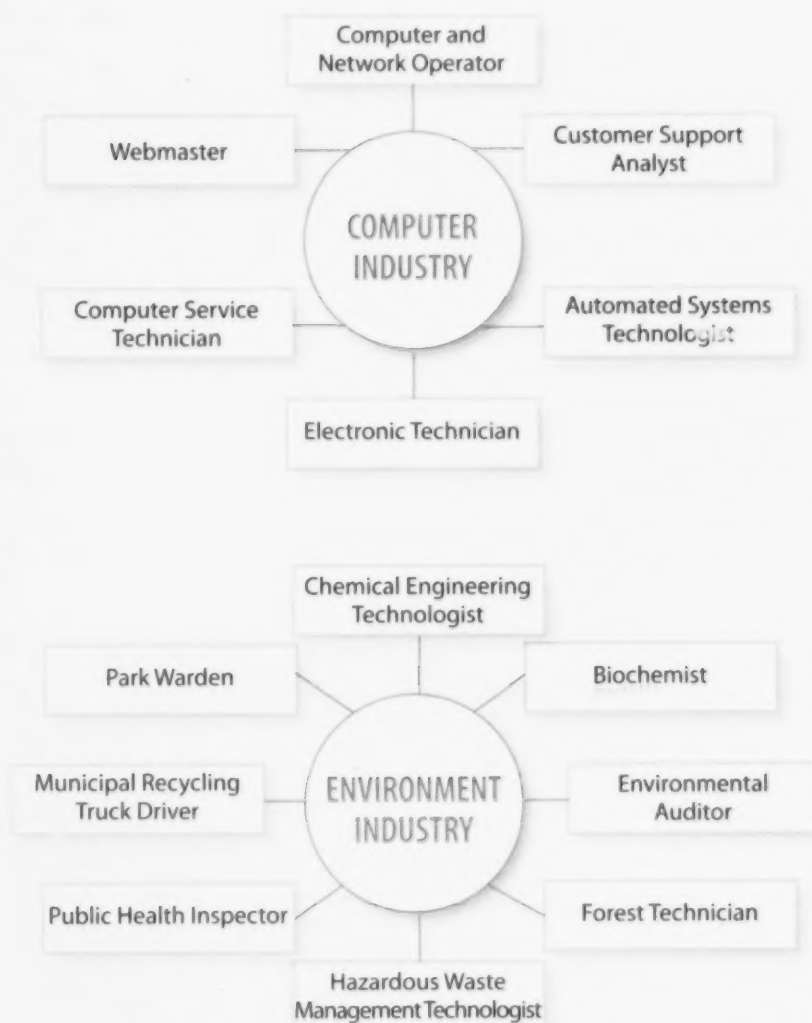 Computer and
Network Operator
Webmaster
Customer Support
Analyst
COMPUTER
INDUSTRY
Computer Service
Technician
Automated Systems
Technologist
Electronic Technician
Chemical Engineering
Technologist
Park Warden
Biochemist
Municipal Recycling
Truck Driver
ENVIRONMENT
INDUSTRY
Environmental
Auditor
Public Health Inspector
Forest Technician
Hazardous Waste
Management Technologist